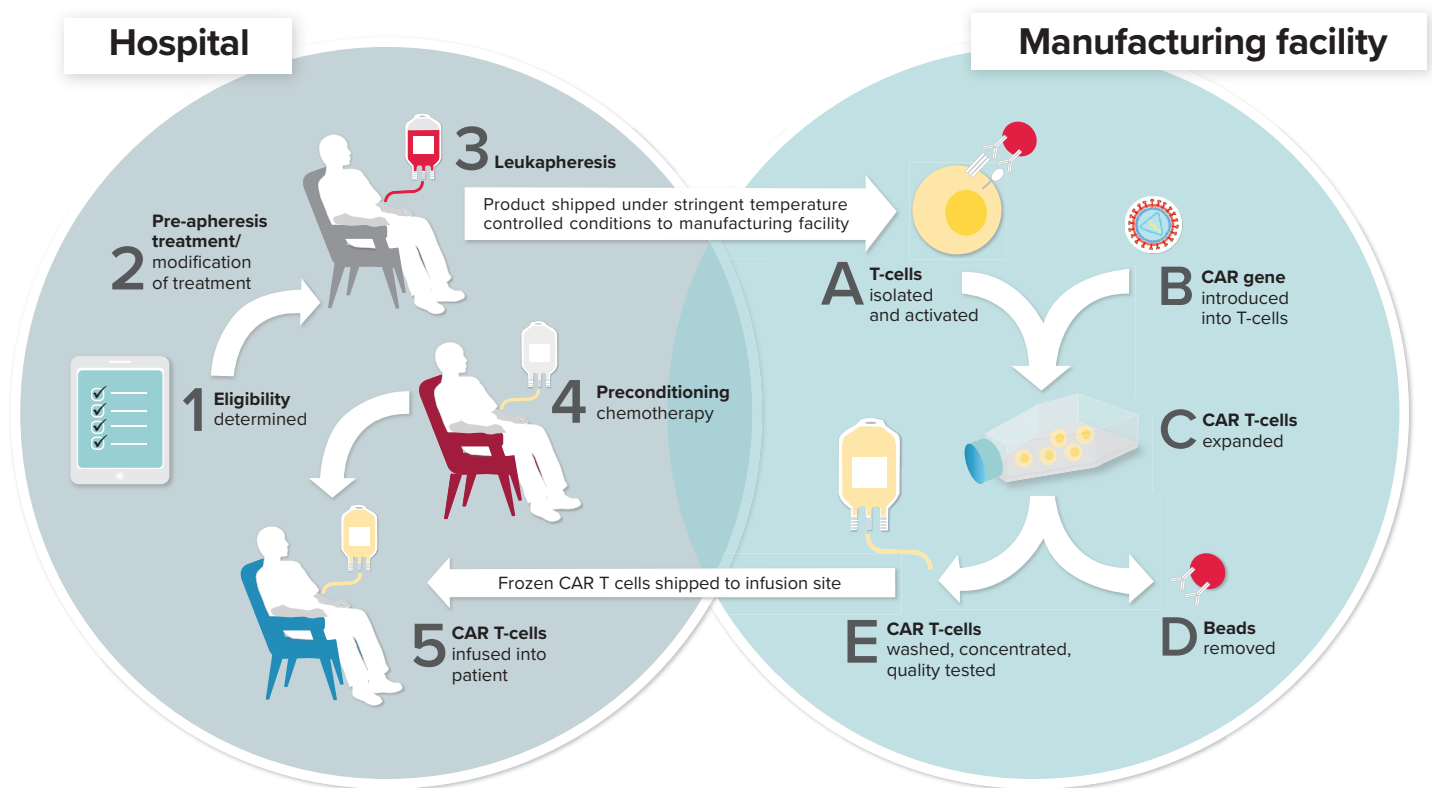 Hospital
Manufacturing facility
3 Leukapheresis
Product shipped under stringent temperature
controlled conditions to manufacturing facility
2 Pre-apheresis
treatment/
modification
of treatment
A T-cells
isolated
and activated
B CAR gene
introduced
into T-cells
1 Eligibility
determined
4 Preconditioning
chemotherapy
C CAR T-cells
expanded
Frozen CAR T cells shipped to infusion site
5 CAR T-cells
infused into
patient
E CAR T-cells
washed, concentrated,
quality tested
D Beads
removed